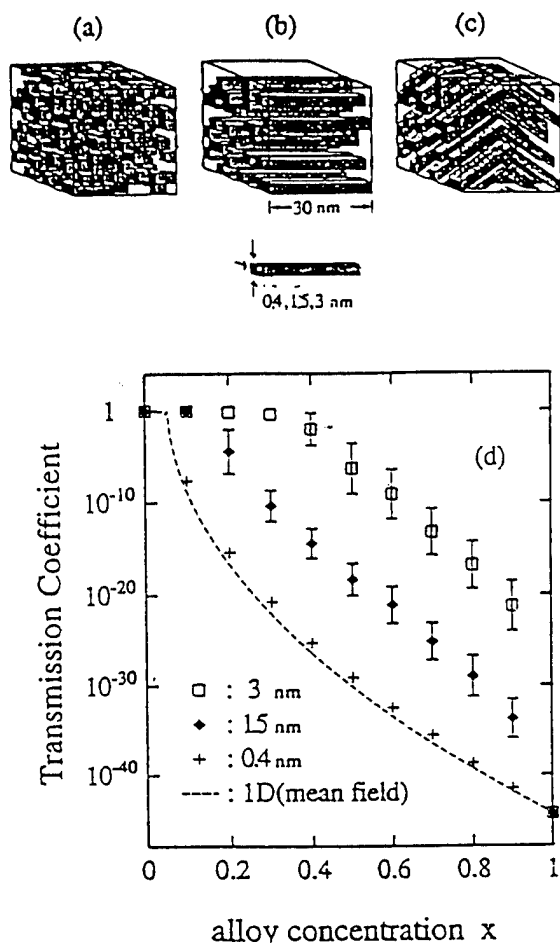 (a) (b) (c)
30 nm
0.4, 1.5, 3 nm
(d)
Transmission Coefficient
1
10^-10
10^-20
10^-30
10^-40
□ : 3 nm
◆ : 1.5 nm
+ : 0.4 nm
---- : 1D(mean field)
0 0.2 0.4 0.6 0.8 1
alloy concentration x